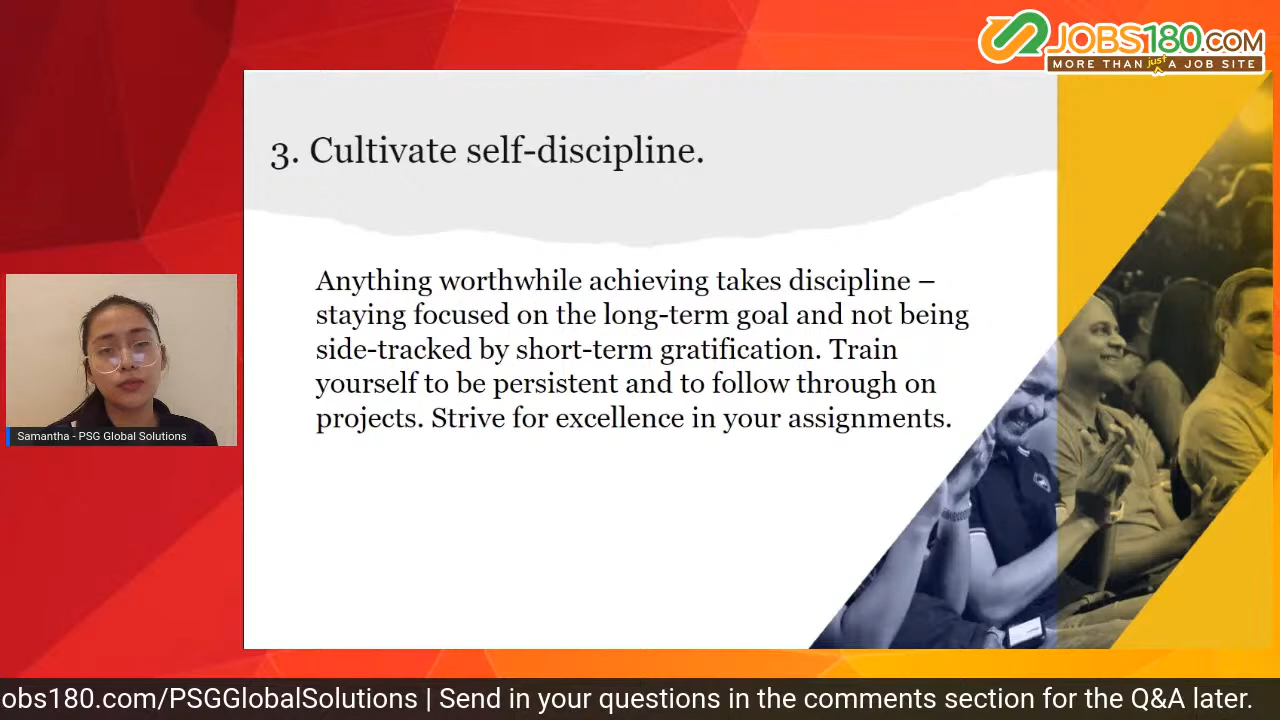 JOBS180.COM
MORE THAN just A JOB SITE
3. Cultivate self-discipline.
Anything worthwhile achieving takes discipline –
staying focused on the long-term goal and not being
side-tracked by short-term gratification. Train
yourself to be persistent and to follow through on
projects. Strive for excellence in your assignments.
Samantha - PSG Global Solutions
obs180.com/PSGGlobalSolutions | Send in your questions in the comments section for the Q&A later.